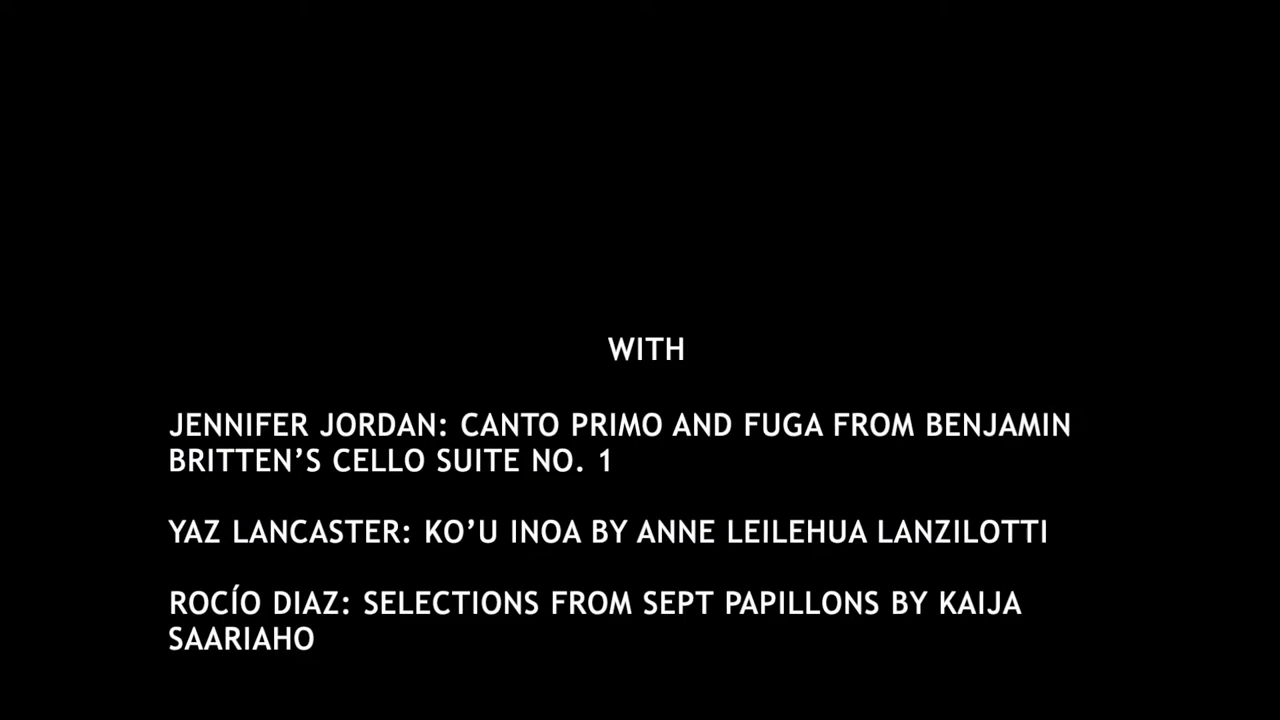 WITH
JENNIFER JORDAN: CANTO PRIMO AND FUGA FROM BENJAMIN
BRITTEN’S CELLO SUITE NO. 1
YAZ LANCASTER: KO’U INOA BY ANNE LEILEHUA LANZILOTTI
ROCÍO DIAZ: SELECTIONS FROM SEPT PAPILLONS BY KAIJA
SAARIAHO